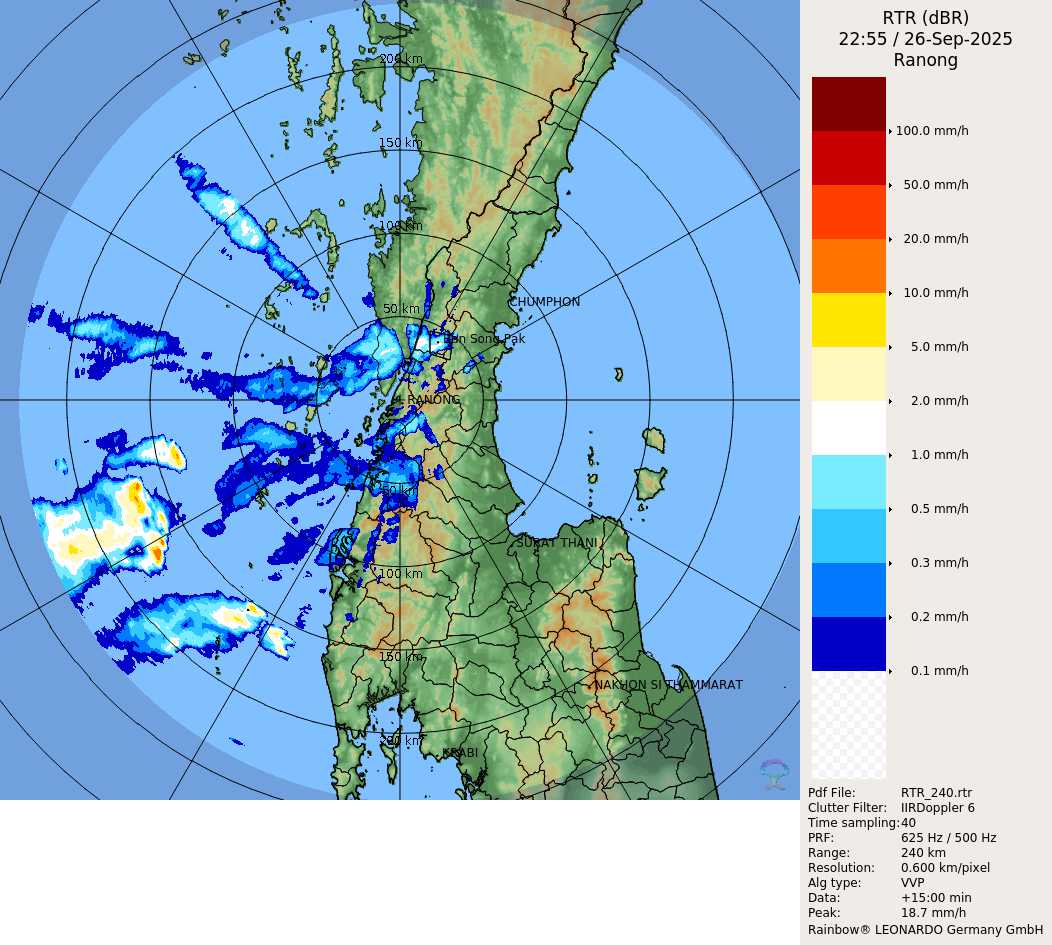 RTR (dBR)
22:55 / 26-Sep-2025
Ranong
100.0 mm/h
50.0 mm/h
20.0 mm/h
10.0 mm/h
5.0 mm/h
2.0 mm/h
1.0 mm/h
0.5 mm/h
0.3 mm/h
0.2 mm/h
0.1 mm/h
200 km
150 km
100 km
50 km
CHUMPHON
Ban Song Pak
RANONG
50 km
SURAT THANI
100 km
150 km
NAKHON SI THAMMARAT
200 km
KRABI
Pdf File: RTR_240.rtr
Clutter Filter: IIRDoppler 6
Time sampling:40
PRF: 625 Hz / 500 Hz
Range: 240 km
Resolution: 0.600 km/pixel
Alg type: VVP
Data: +15:00 min
Peak: 18.7 mm/h
Rainbow® LEONARDO Germany GmbH